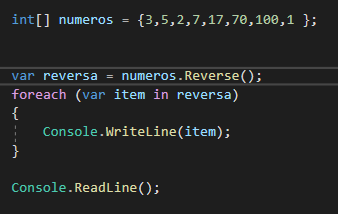 int[] numeros = {3,5,2,7,17,70,100,1 };
var reversa = numeros.Reverse();
foreach (var item in reversa)
{
Console.WriteLine(item);
}
Console.ReadLine();